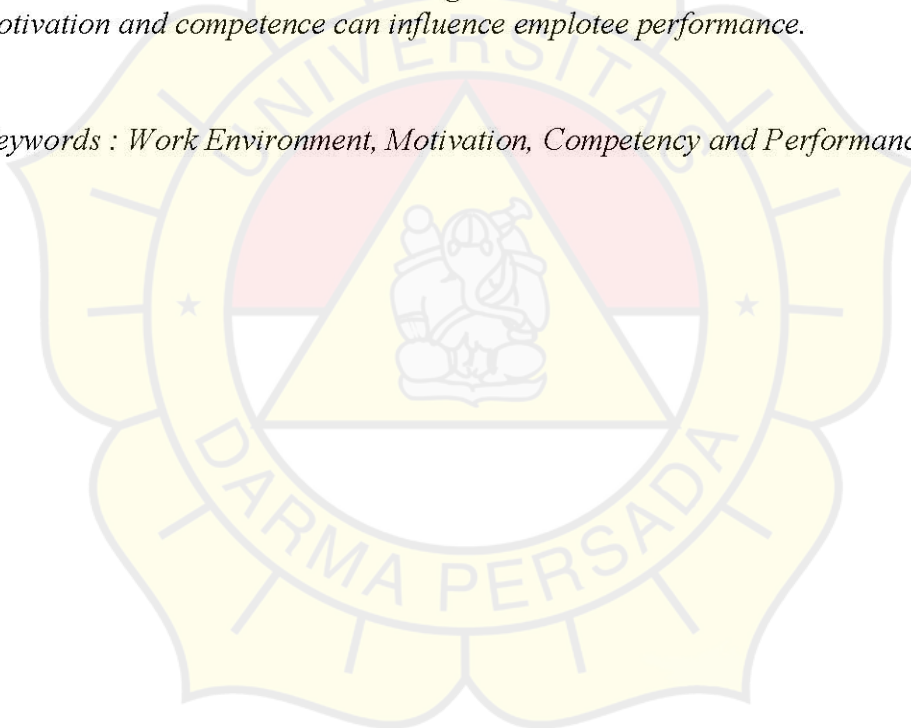 otivation and competence can influence emplotee performance.
eywords : Work Environment, Motivation, Competency and Performanc
UNIVERSITAS
DARMA PERSADA